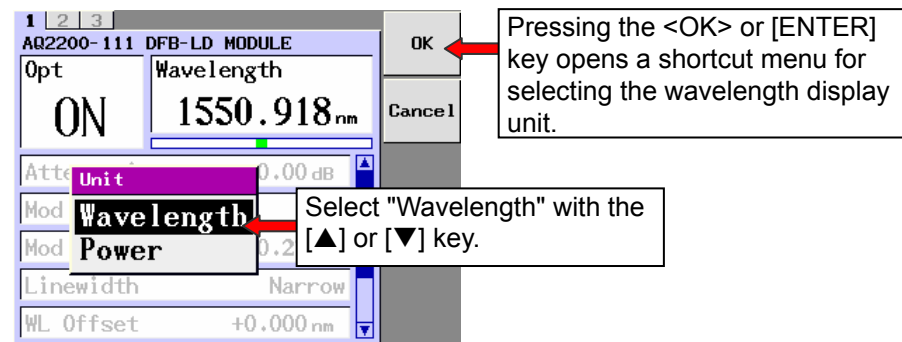 1 2 3
AQ2200-111 DFB-LD MODULE
Opt
ON
Wavelength
1550.918nm
OK
Cancel
Pressing the <OK> or [ENTER]
key opens a shortcut menu for
selecting the wavelength display
unit.
0.00 dB
Unit
Wavelength
Power
Mod
Mod
Select "Wavelength" with the
[▲] or [▼] key.
Linewidth Narrow
WL Offset +0.000 nm